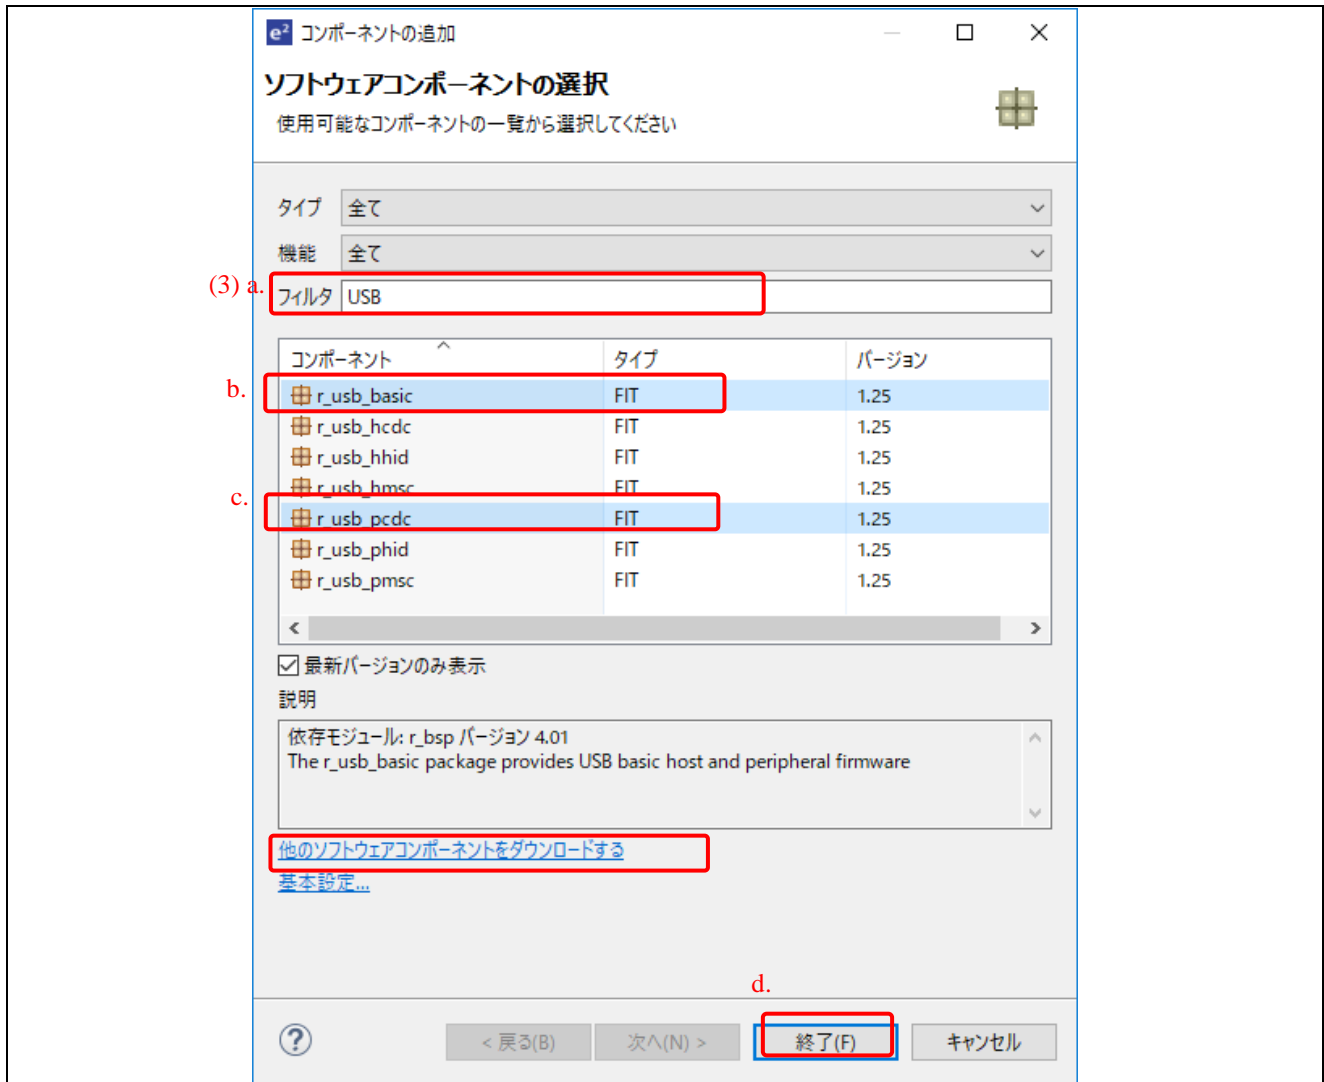 e² コンポーネントの追加
ソフトウェアコンポーネントの選択
使用可能なコンポーネントの一覧から選択してください
タイプ 全て
機能 全て
(3) a. フィルタ USB
コンポーネント タイプ バージョン
b. r_usb_basic FIT 1.25
r_usb_hcdc FIT 1.25
r_usb_hhid FIT 1.25
r_usb_hmsc FIT 1.25
c. r_usb_pcdc FIT 1.25
r_usb_phid FIT 1.25
r_usb_pmsc FIT 1.25
最新バージョンのみ表示
説明
依存モジュール: r_bsp バージョン 4.01
The r_usb_basic package provides USB basic host and peripheral firmware
他のソフトウェアコンポーネントをダウンロードする
基本設定...
d.
? < 戻る(B) 次へ(N) > 終了(F) キャンセル